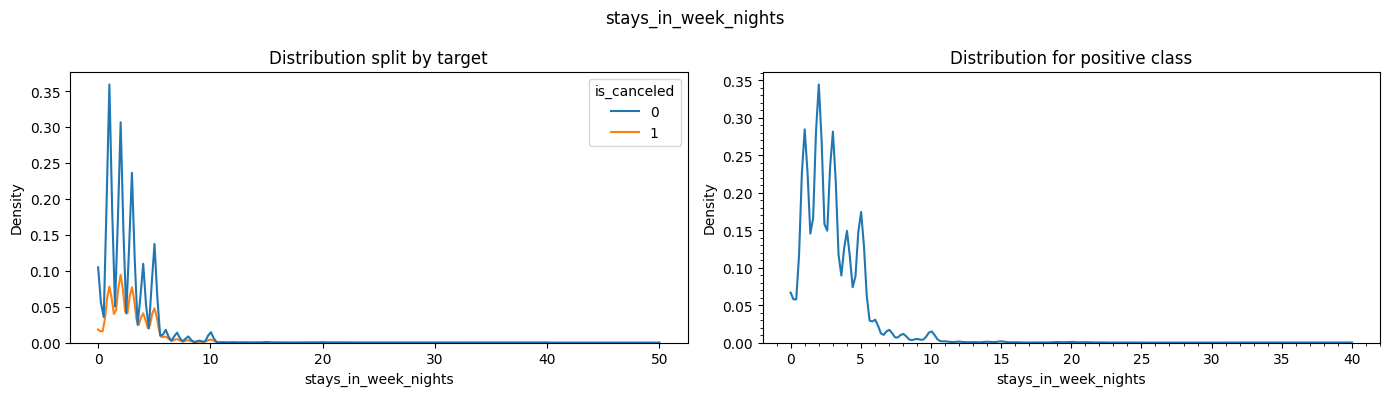 stays_in_week_nights
Distribution split by target
Density
0.35
0.30
0.25
0.20
0.15
0.10
0.05
0.00
is_canceled
0
1
0 10 20 30 40 50
stays_in_week_nights
Distribution for positive class
Density
0.35
0.30
0.25
0.20
0.15
0.10
0.05
0.00
0 5 10 15 20 25 30 35 40
stays_in_week_nights